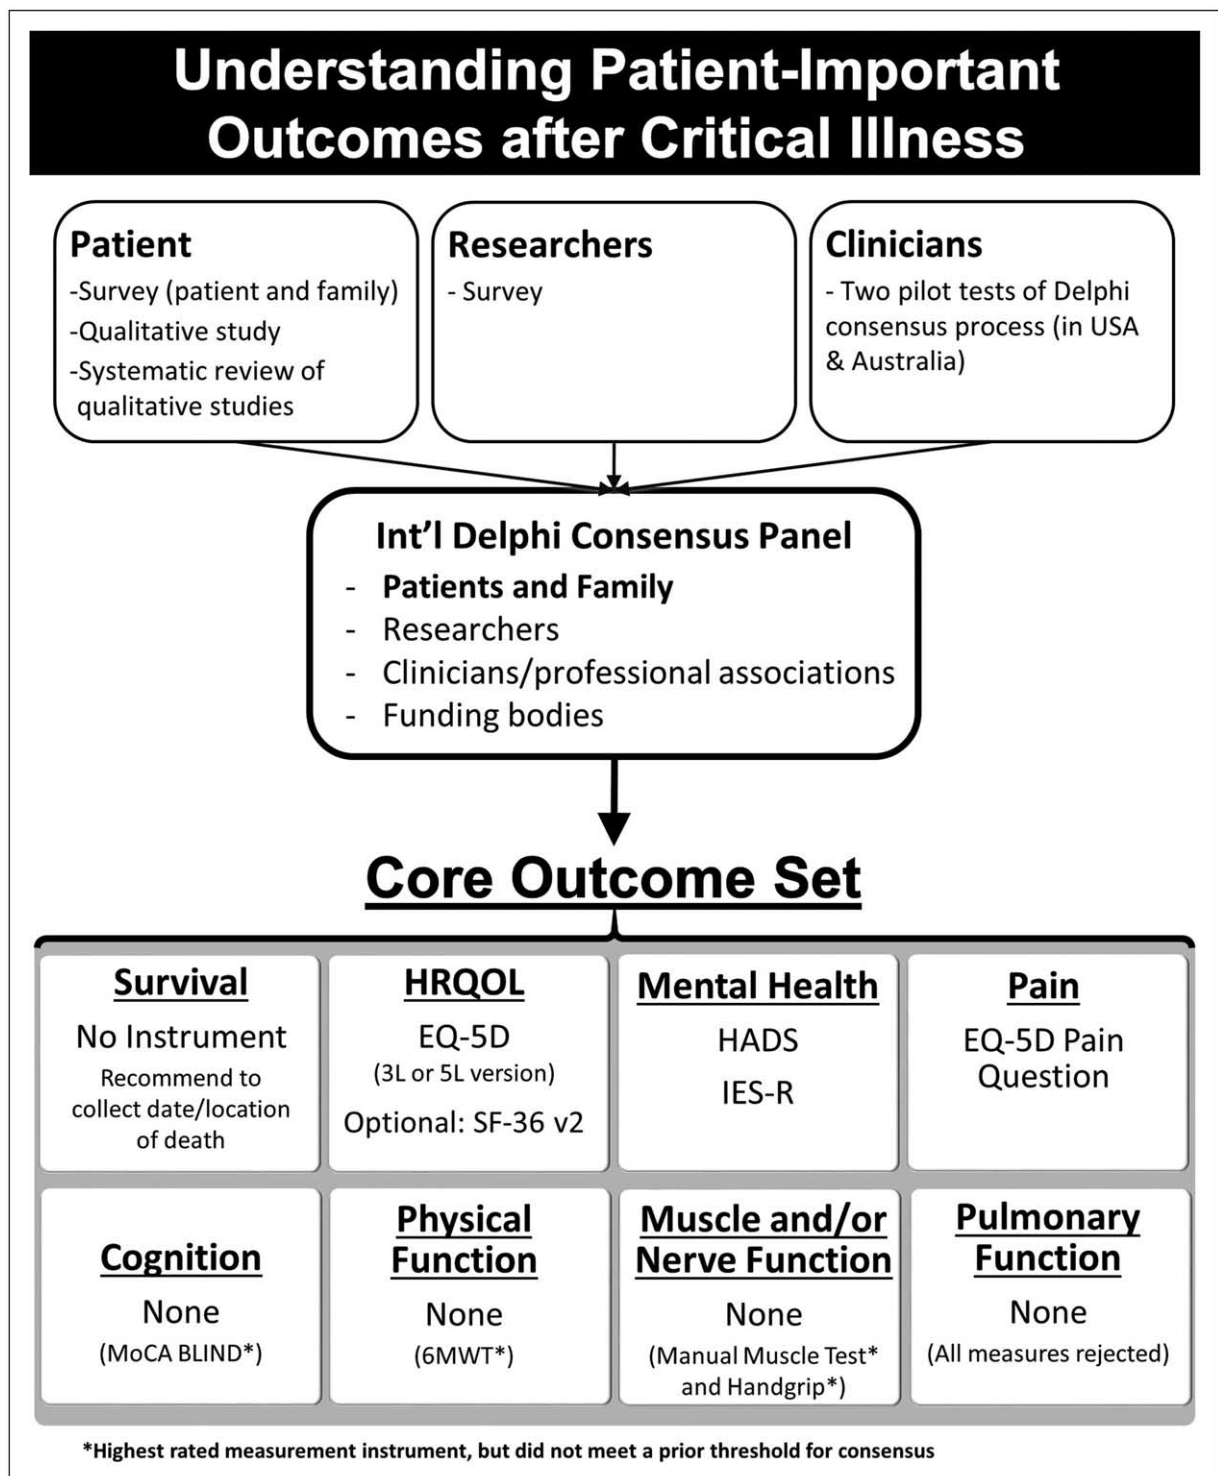 Understanding Patient-Important
Outcomes after Critical Illness
Patient
-Survey (patient and family)
-Qualitative study
-Systematic review of
qualitative studies
Researchers
- Survey
Clinicians
- Two pilot tests of Delphi
consensus process (in USA
& Australia)
Int'l Delphi Consensus Panel
- Patients and Family
- Researchers
- Clinicians/professional associations
- Funding bodies
Core Outcome Set
Survival
No Instrument
Recommend to
collect date/location
of death
HRQOL
EQ-5D
(3L or 5L version)
Optional: SF-36 v2
Mental Health
HADS
IES-R
Pain
EQ-5D Pain
Question
Cognition
None
(MoCA BLIND*)
Physical
Function
None
(6MWT*)
Muscle and/or
Nerve Function
None
(Manual Muscle Test*
and Handgrip*)
Pulmonary
Function
None
(All measures rejected)
*Highest rated measurement instrument, but did not meet a prior threshold for consensus